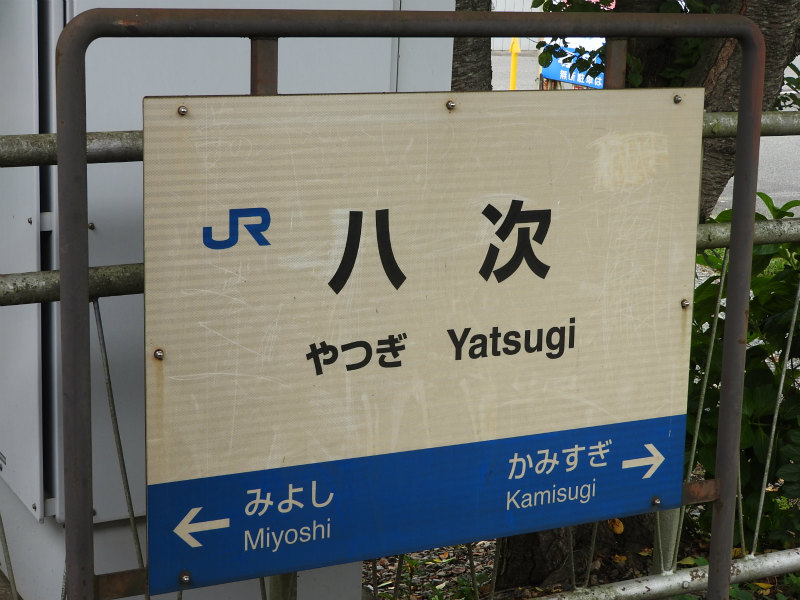 JR 八次
やつぎ Yatsugi
← みよし
Miyoshi
かみすぎ →
Kamisugi